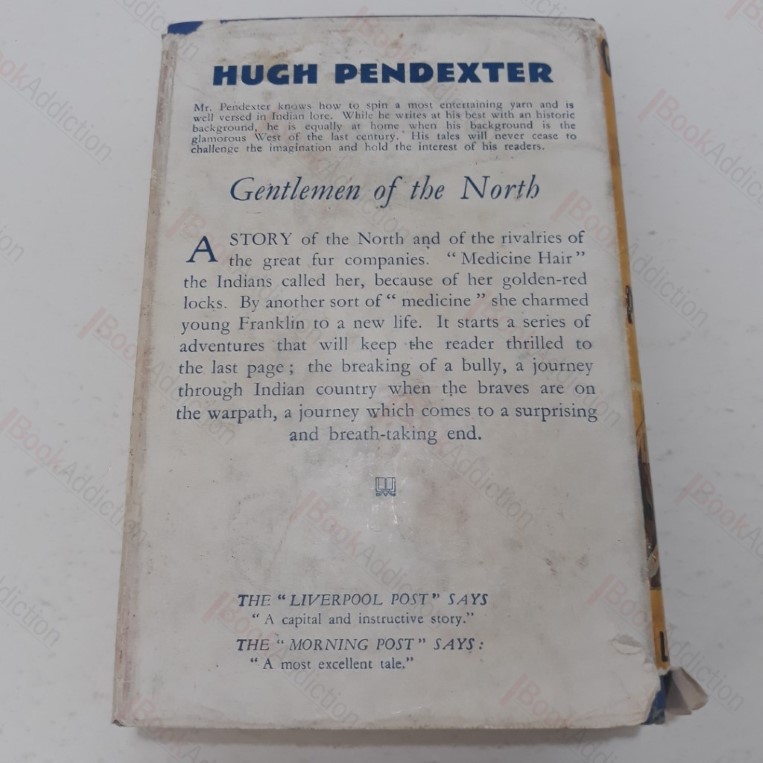 HUGH PENDEXTER
Mr. Pendexter knows how to spin a most entertaining yarn and is
well versed in Indian lore. While he writes at his best with an historic
background, he is equally at home when his background is the
glamorous West of the last century. His tales will never cease to
challenge the imagination and hold the interest of his readers.
Gentlemen of the North
A STORY of the North and of the rivalries of
the great fur companies. "Medicine Hair"
the Indians called her, because of her golden-red
locks. By another sort of "medicine" she charmed
young Franklin to a new life. It starts a series of
adventures that will keep the reader thrilled to
the last page; the breaking of a bully, a journey
through Indian country when the braves are on
the warpath, a journey which comes to a surprising
and breath-taking end.
THE "LIVERPOOL POST" SAYS
"A capital and instructive story."
THE "MORNING POST" SAYS:
"A most excellent tale."
BookAddiction